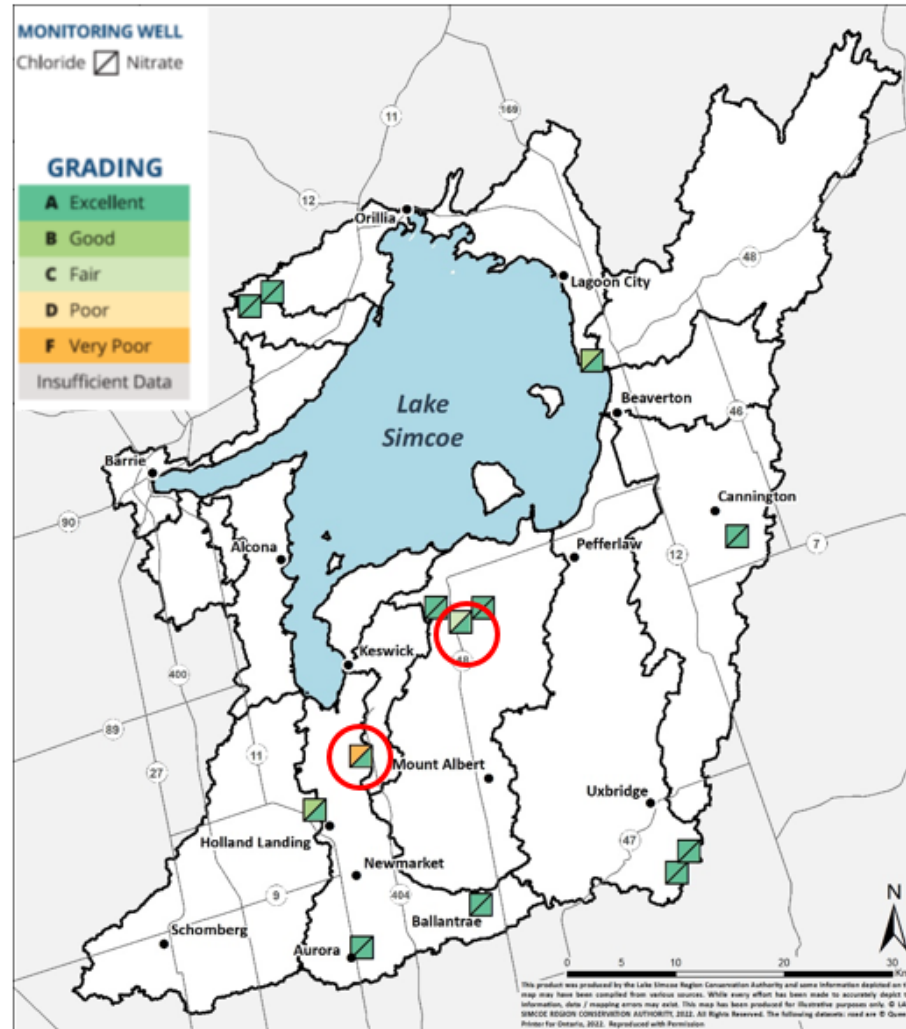 MONITORING WELL
Chloride Nitrate
GRADING
A Excellent
B Good
C Fair
D Poor
F Very Poor
Insufficient Data
169
11
12
Orillia
48
Lagoon City
Lake
Simcoe
Beaverton
46
Barrie
Cannington
90
Alcona
Pefferlaw
12
7
Keswick
48
400
89
11
27
Mount Albert
Uxbridge
Holland Landing
47
Newmarket
9
404
Ballantrae
Schomberg
Aurora
N
0 5 10 20 30
Km
This product was produced by the Lake Simcoe Region Conservation Authority and some information depicted on t
map may have been compiled from various sources. While every effort has been made to accurately depict t
information, data / mapping errors may exist. This map has been produced for illustrative purposes only. © LA
SIMCOE REGION CONSERVATION AUTHORITY, 2022. All Rights Reserved. The following datasets: road are © Quee
Printer for Ontario, 2022. Reproduced with Permission